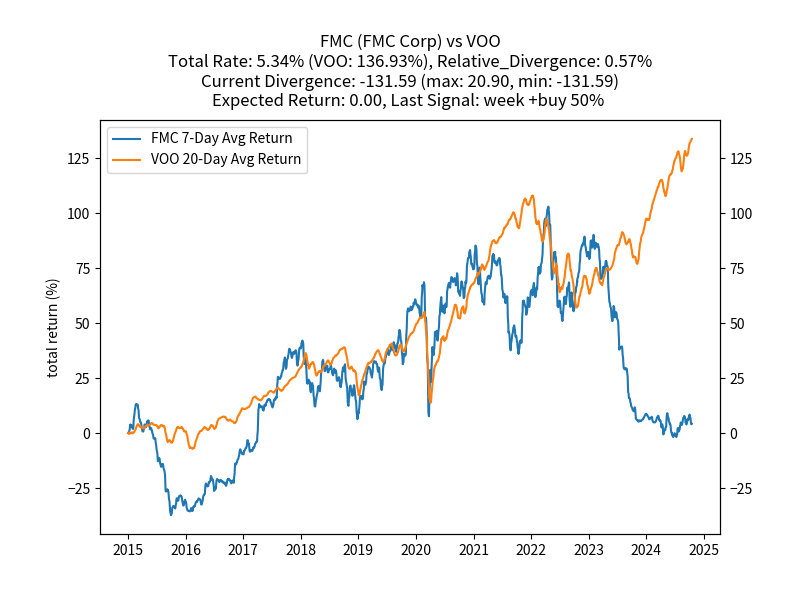 FMC (FMC Corp) vs VOO
Total Rate: 5.34% (VOO: 136.93%), Relative_Divergence: 0.57%
Current Divergence: -131.59 (max: 20.90, min: -131.59)
Expected Return: 0.00, Last Signal: week +buy 50%
FMC 7-Day Avg Return
VOO 20-Day Avg Return
total return (%)
125
100
75
50
25
0
−25
125
100
75
50
25
0
−25
2015 2016 2017 2018 2019 2020 2021 2022 2023 2024 2025